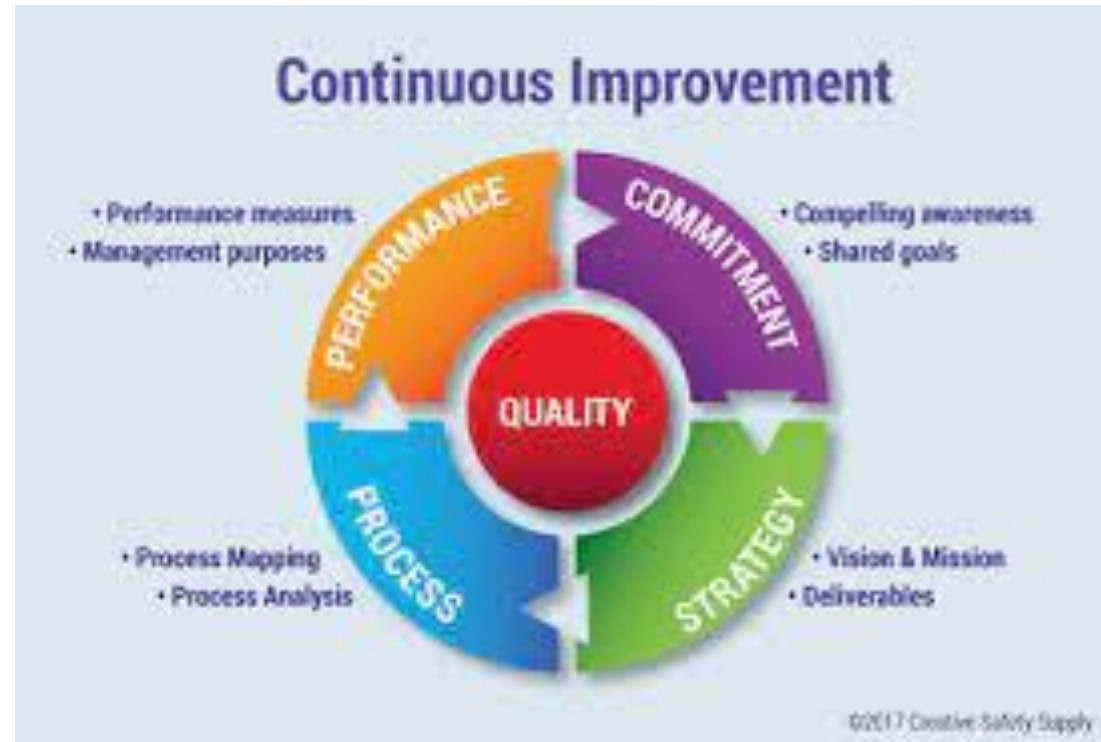 Continuous Improvement
• Performance measures
• Management purposes
PERFORMANCE
COMMITMENT
• Compelling awareness
• Shared goals
QUALITY
• Process Mapping
• Process Analysis
PROCESS
STRATEGY
• Vision & Mission
• Deliverables
©2017 Creative Safety Supply